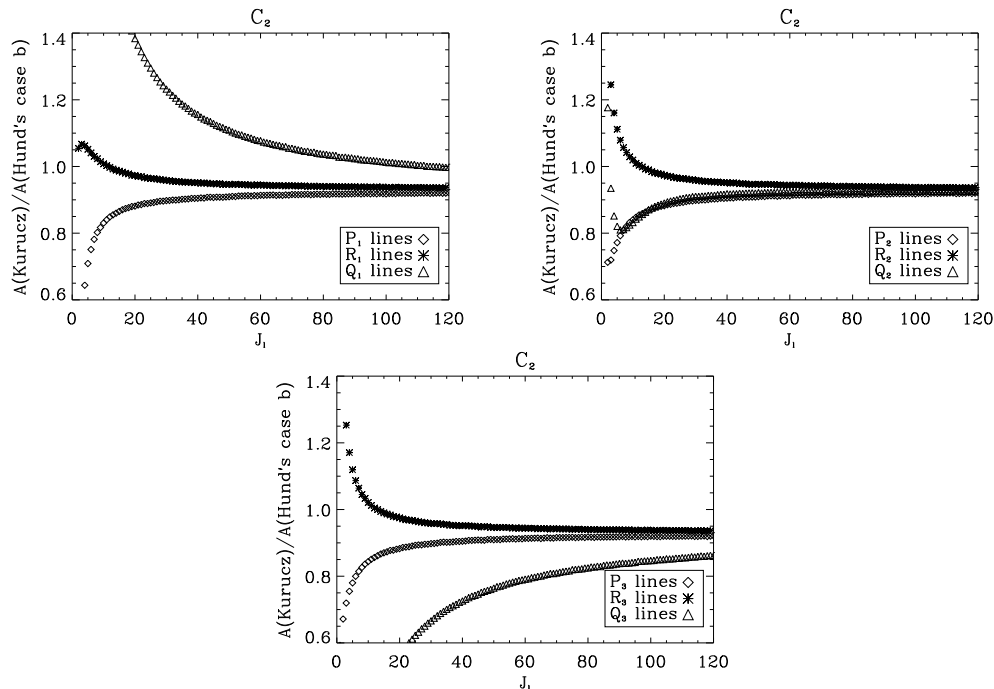 C₂
A(Kurucz)/A(Hund's case b)
1.4
1.2
1.0
0.8
0.6
0 20 40 60 80 100 120
J₁
P₁ lines
R₁ lines
Q₁ lines
C₂
A(Kurucz)/A(Hund's case b)
1.4
1.2
1.0
0.8
0.6
0 20 40 60 80 100 120
J₁
P₂ lines
R₂ lines
Q₂ lines
C₂
A(Kurucz)/A(Hund's case b)
1.4
1.2
1.0
0.8
0.6
0 20 40 60 80 100 120
J₁
P₃ lines
R₃ lines
Q₃ lines